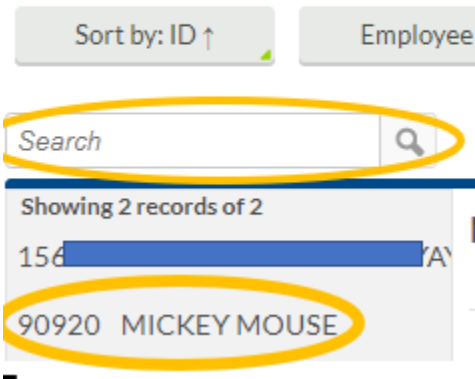 Sort by: ID ↑ Employee
Search
Showing 2 records of 2
156
90920 MICKEY MOUSE